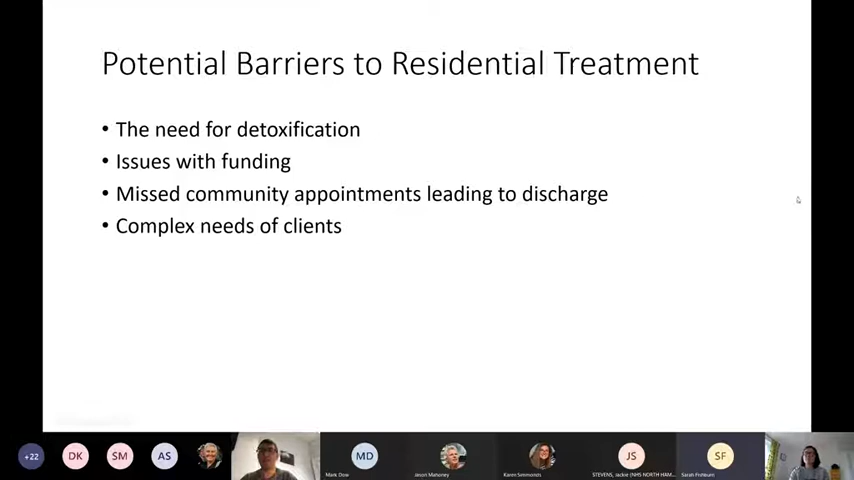 Potential Barriers to Residential Treatment
• The need for detoxification
• Issues with funding
• Missed community appointments leading to discharge
• Complex needs of clients
+22
DK
SM
AS
MD
JS
SF
Mark Dow
Jason Mahoney
Karen Simmonds
STEVENS, Jackie (NHS NORTH HAM...